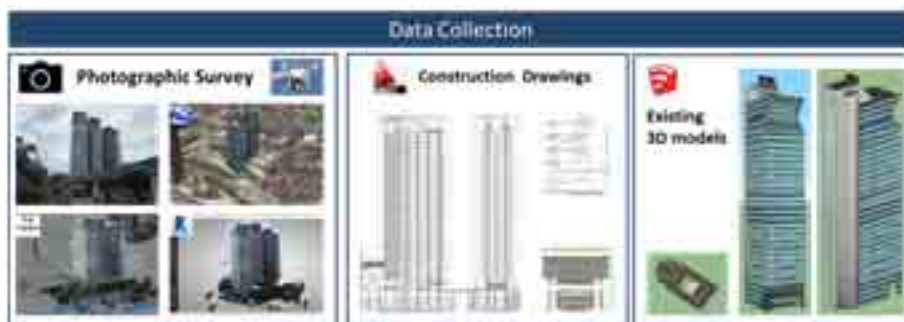 Data Collection
Photographic Survey
Construction Drawings
Existing
3D models